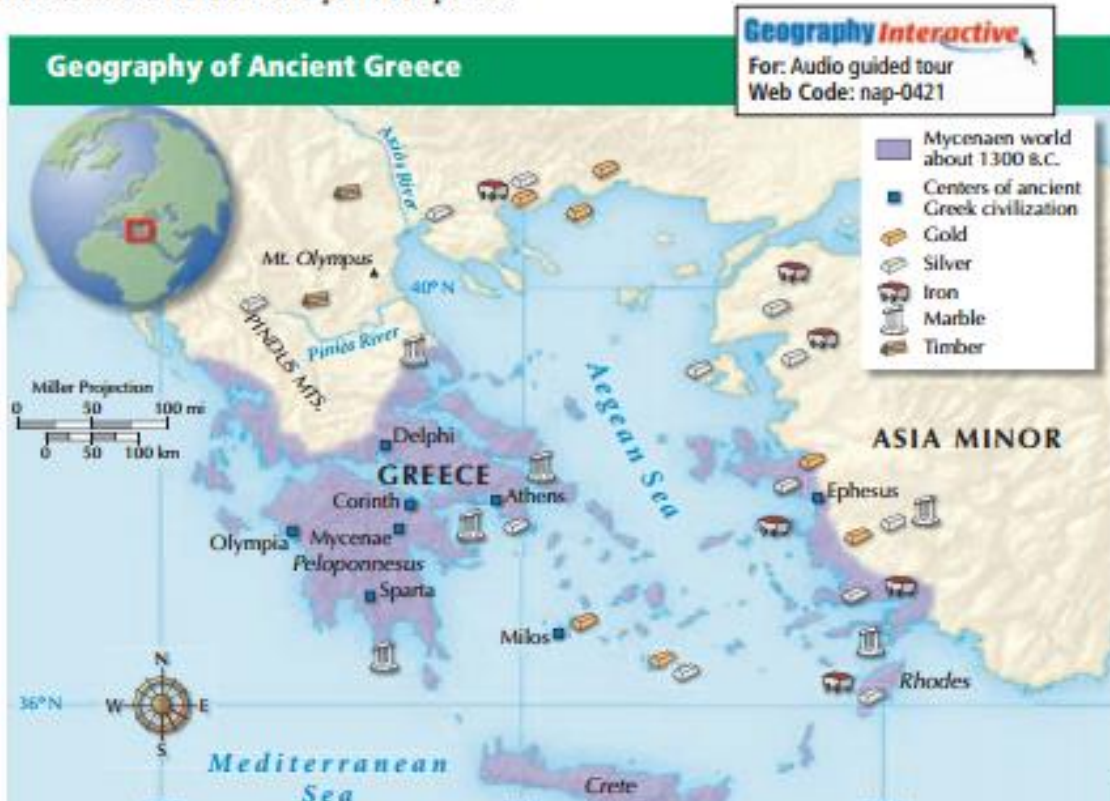 Geography of Ancient Greece
Geography Interactive
For: Audio guided tour
Web Code: nap-0421
Mycenaen world
about 1300 B.C.
Centers of ancient
Greek civilization
Gold
Silver
Iron
Marble
Timber
Axiós River
Mt. Olympus
40° N
PINDUS MTS.
Piniós River
Miller Projection
0 50 100 mi
0 50 100 km
Aegean Sea
ASIA MINOR
Delphi
GREECE
Corinth
Athens
Ephesus
Olympia
Mycenae
Peloponnesus
Sparta
Milos
Rhodes
N
W E
S
36° N
Mediterranean
Sea
Crete